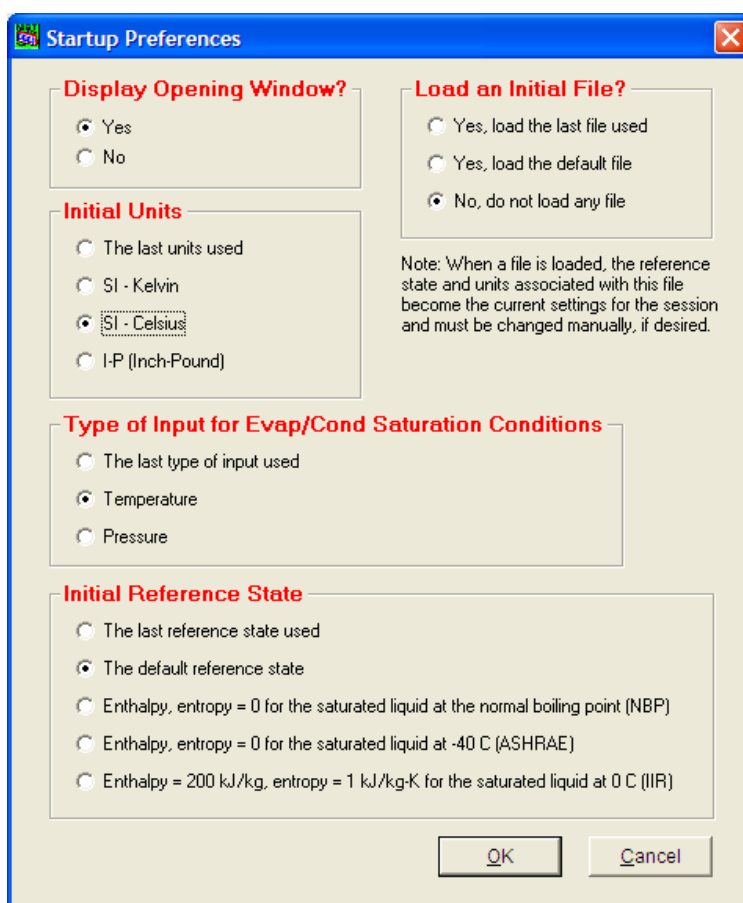 Startup Preferences
Display Opening Window?
Yes
No
Load an Initial File?
Yes, load the last file used
Yes, load the default file
No, do not load any file
Initial Units
The last units used
SI - Kelvin
SI - Celsius
I-P (Inch-Pound)
Note: When a file is loaded, the reference
state and units associated with this file
become the current settings for the session
and must be changed manually, if desired.
Type of Input for Evap/Cond Saturation Conditions
The last type of input used
Temperature
Pressure
Initial Reference State
The last reference state used
The default reference state
Enthalpy, entropy = 0 for the saturated liquid at the normal boiling point (NBP)
Enthalpy, entropy = 0 for the saturated liquid at -40 C (ASHRAE)
Enthalpy = 200 kJ/kg, entropy = 1 kJ/kg-K for the saturated liquid at 0 C (IIR)
OK
Cancel